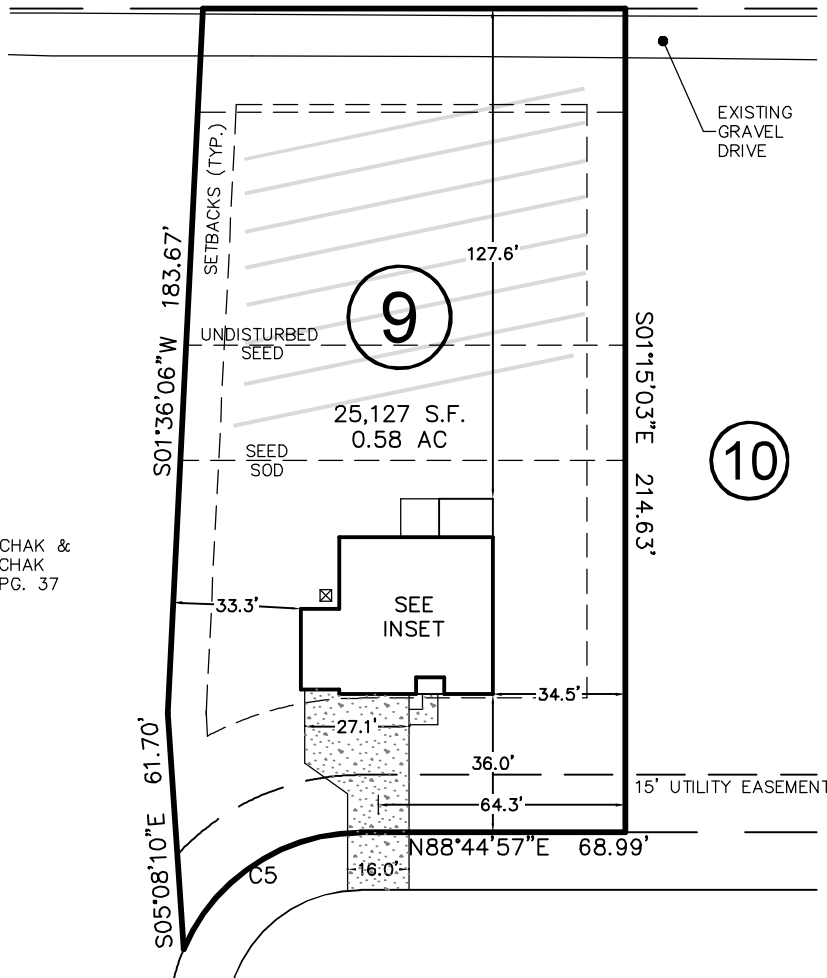 EXISTING
GRAVEL
DRIVE
SETBACKS (TYP.)
127.6'
S01°36'06"W 183.67'
9
UNDISTURBED
SEED
S01°15'03"E 214.63'
25,127 S.F.
0.58 AC
10
SEED
SOD
CHAK &
CHAK
PG. 37
33.3'
SEE
INSET
34.5'
27.1'
S05°08'10"E 61.70'
36.0'
15' UTILITY EASEMENT
64.3'
N88°44'57"E 68.99'
C5
16.0'